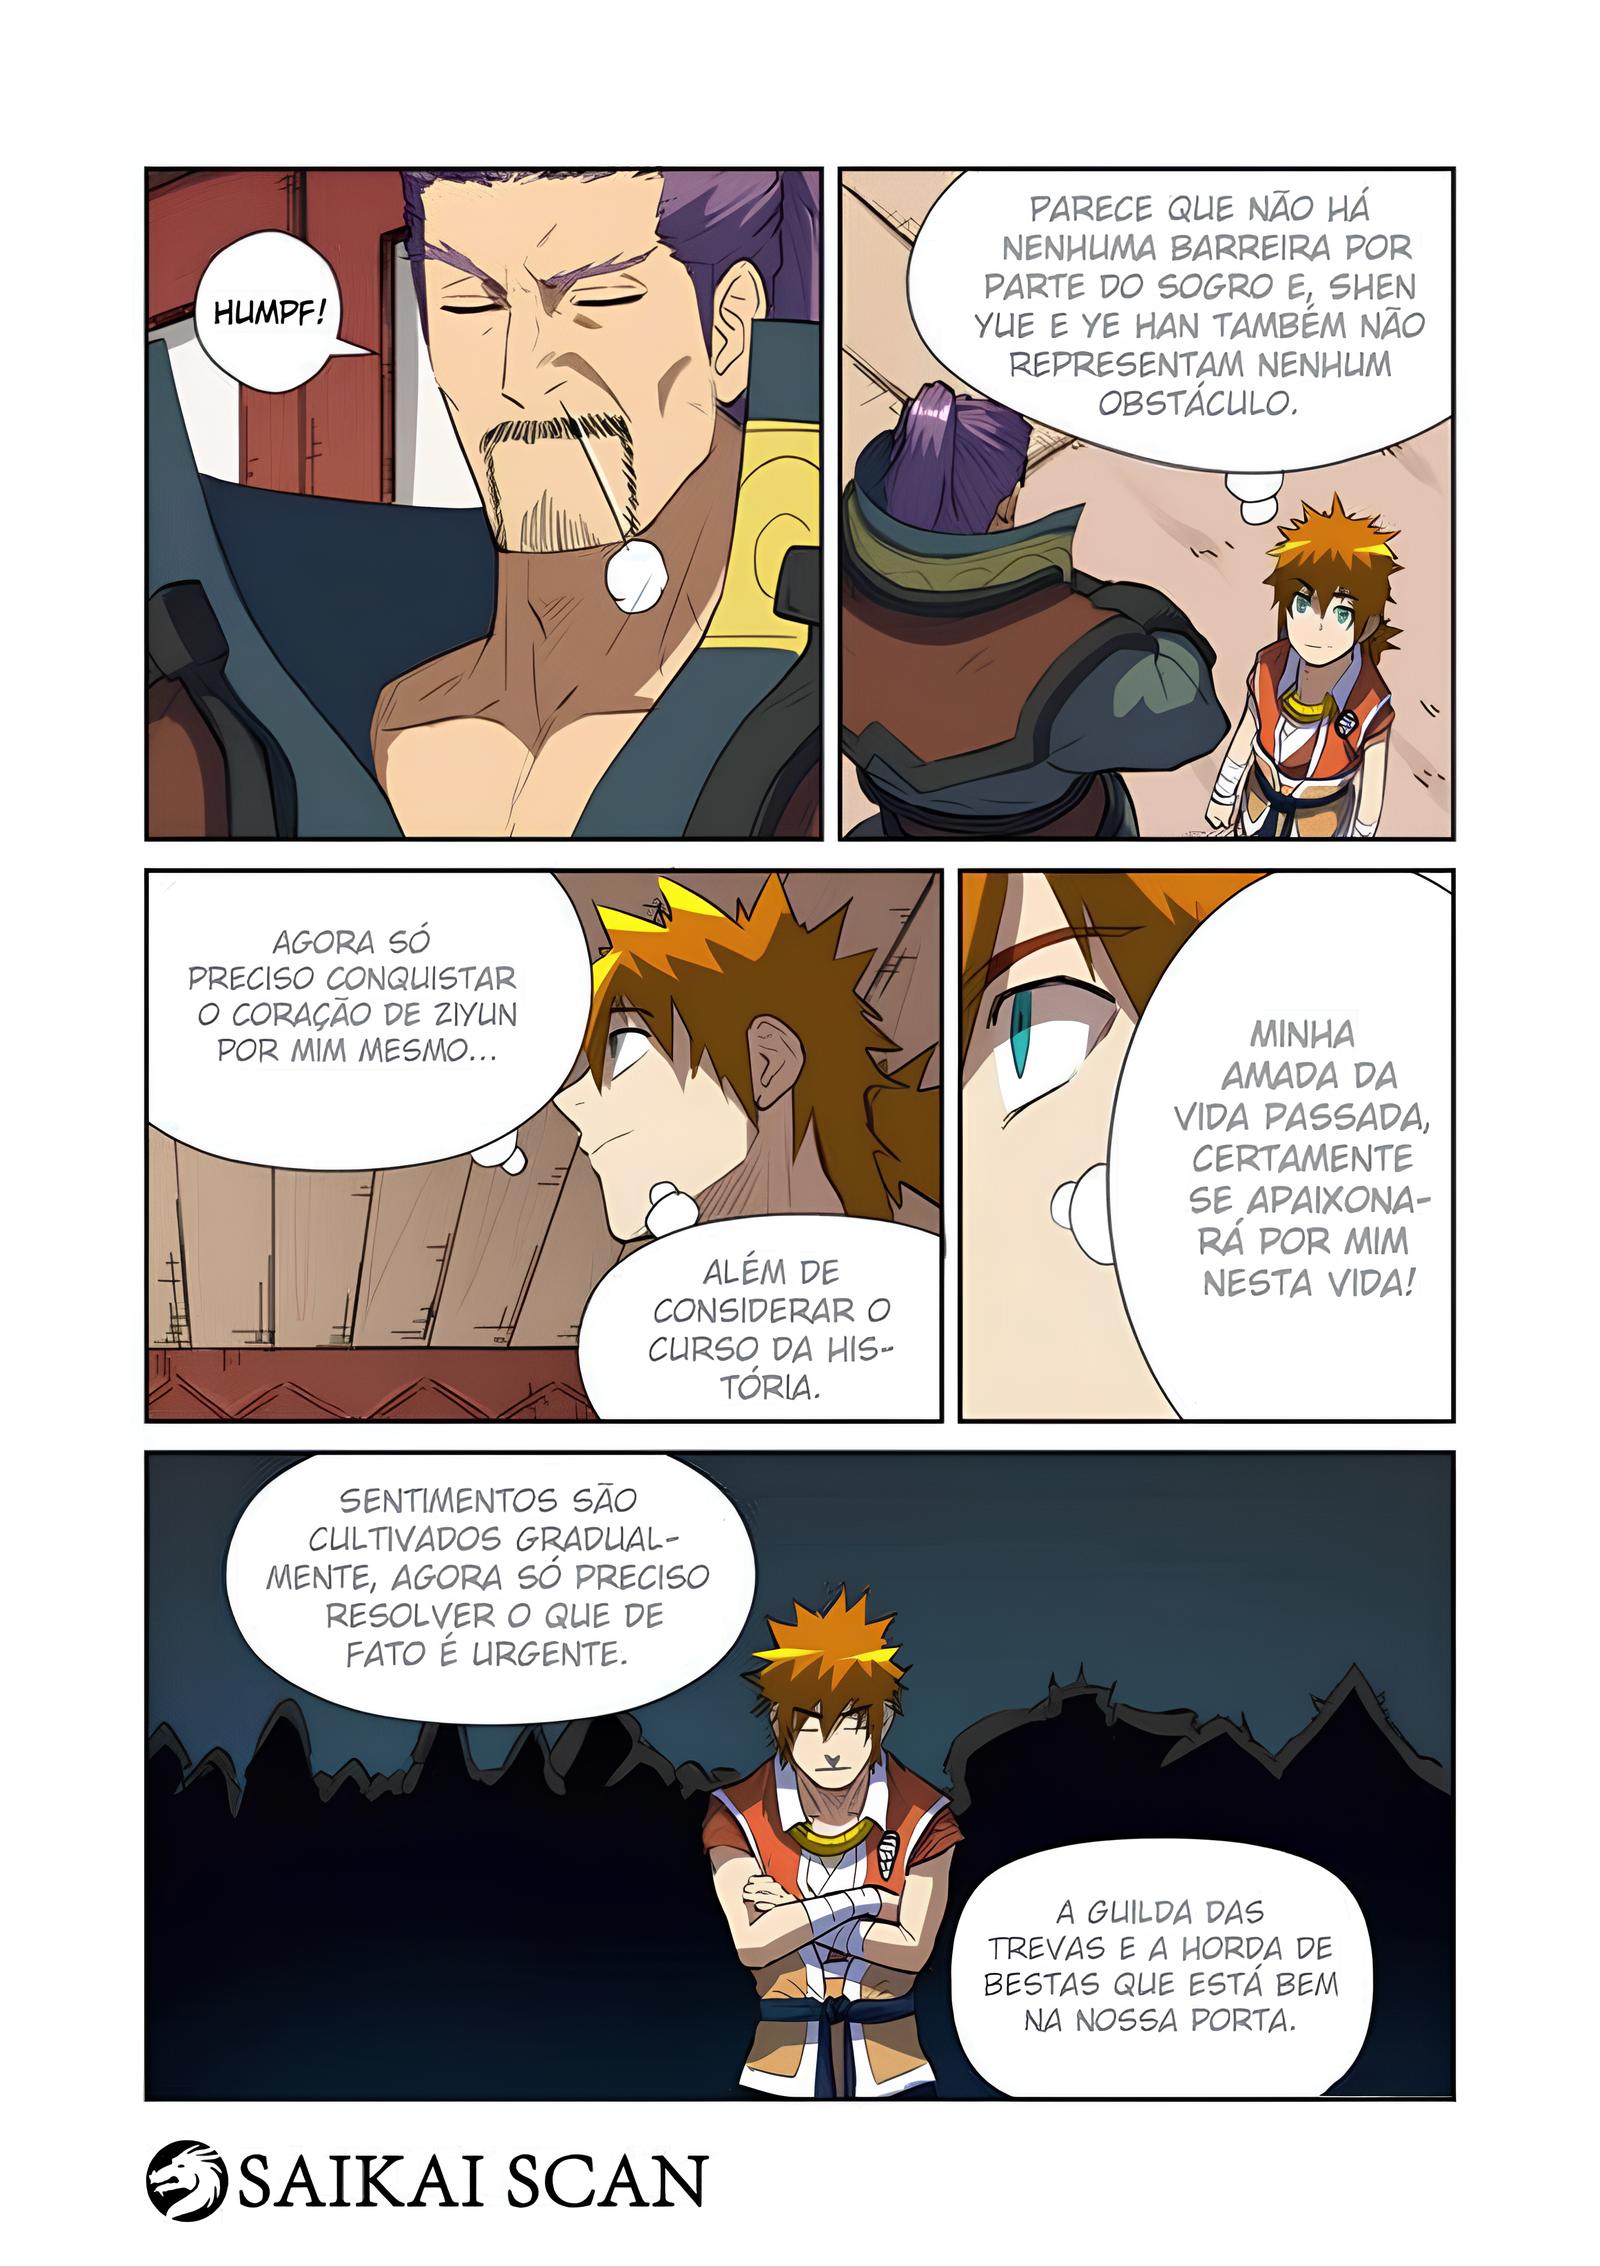 HUMPF!
PARECE QUE NÃO HÁ
NENHUMA BARREIRA POR
PARTE DO SOGRO E, SHEN
YUE E YE HAN TAMBÉM NÃO
REPRESENTAM NENHUM
OBSTÁCULO.
AGORA SÓ
PRECISO CONQUISTAR
O CORAÇÃO DE ZIYUN
POR MIM MESMO...
ALÉM DE
CONSIDERAR O
CURSO DA HIS-
TÓRIA.
MINHA
AMADA DA
VIDA PASSADA,
CERTAMENTE
SE APAIXONA-
RÁ POR MIM
NESTA VIDA!
SENTIMENTOS SÃO
CULTIVADOS GRADUAL-
MENTE, AGORA SÓ PRECISO
RESOLVER O QUE DE
FATO É URGENTE.
A GUILDA DAS
TREVAS E A HORDA DE
BESTAS QUE ESTÁ BEM
NA NOSSA PORTA.
SAIKAI SCAN